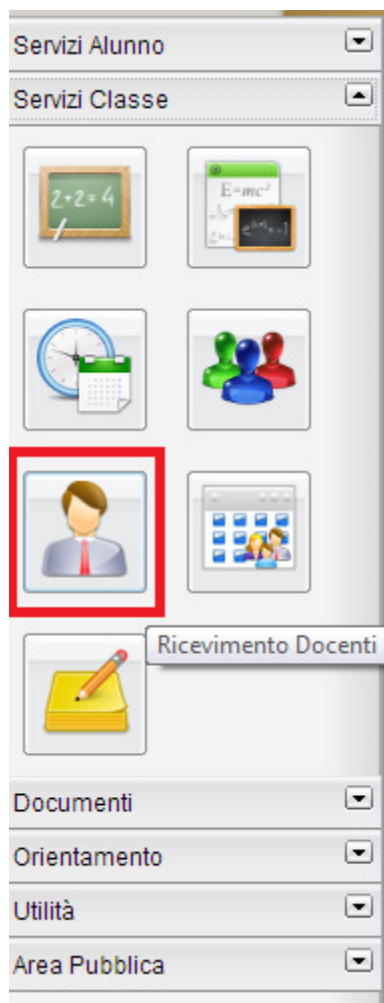 Servizi Alunno
Servizi Classe
2+2=4
E=mc²
Ricevimento Docenti
Documenti
Orientamento
Utilità
Area Pubblica